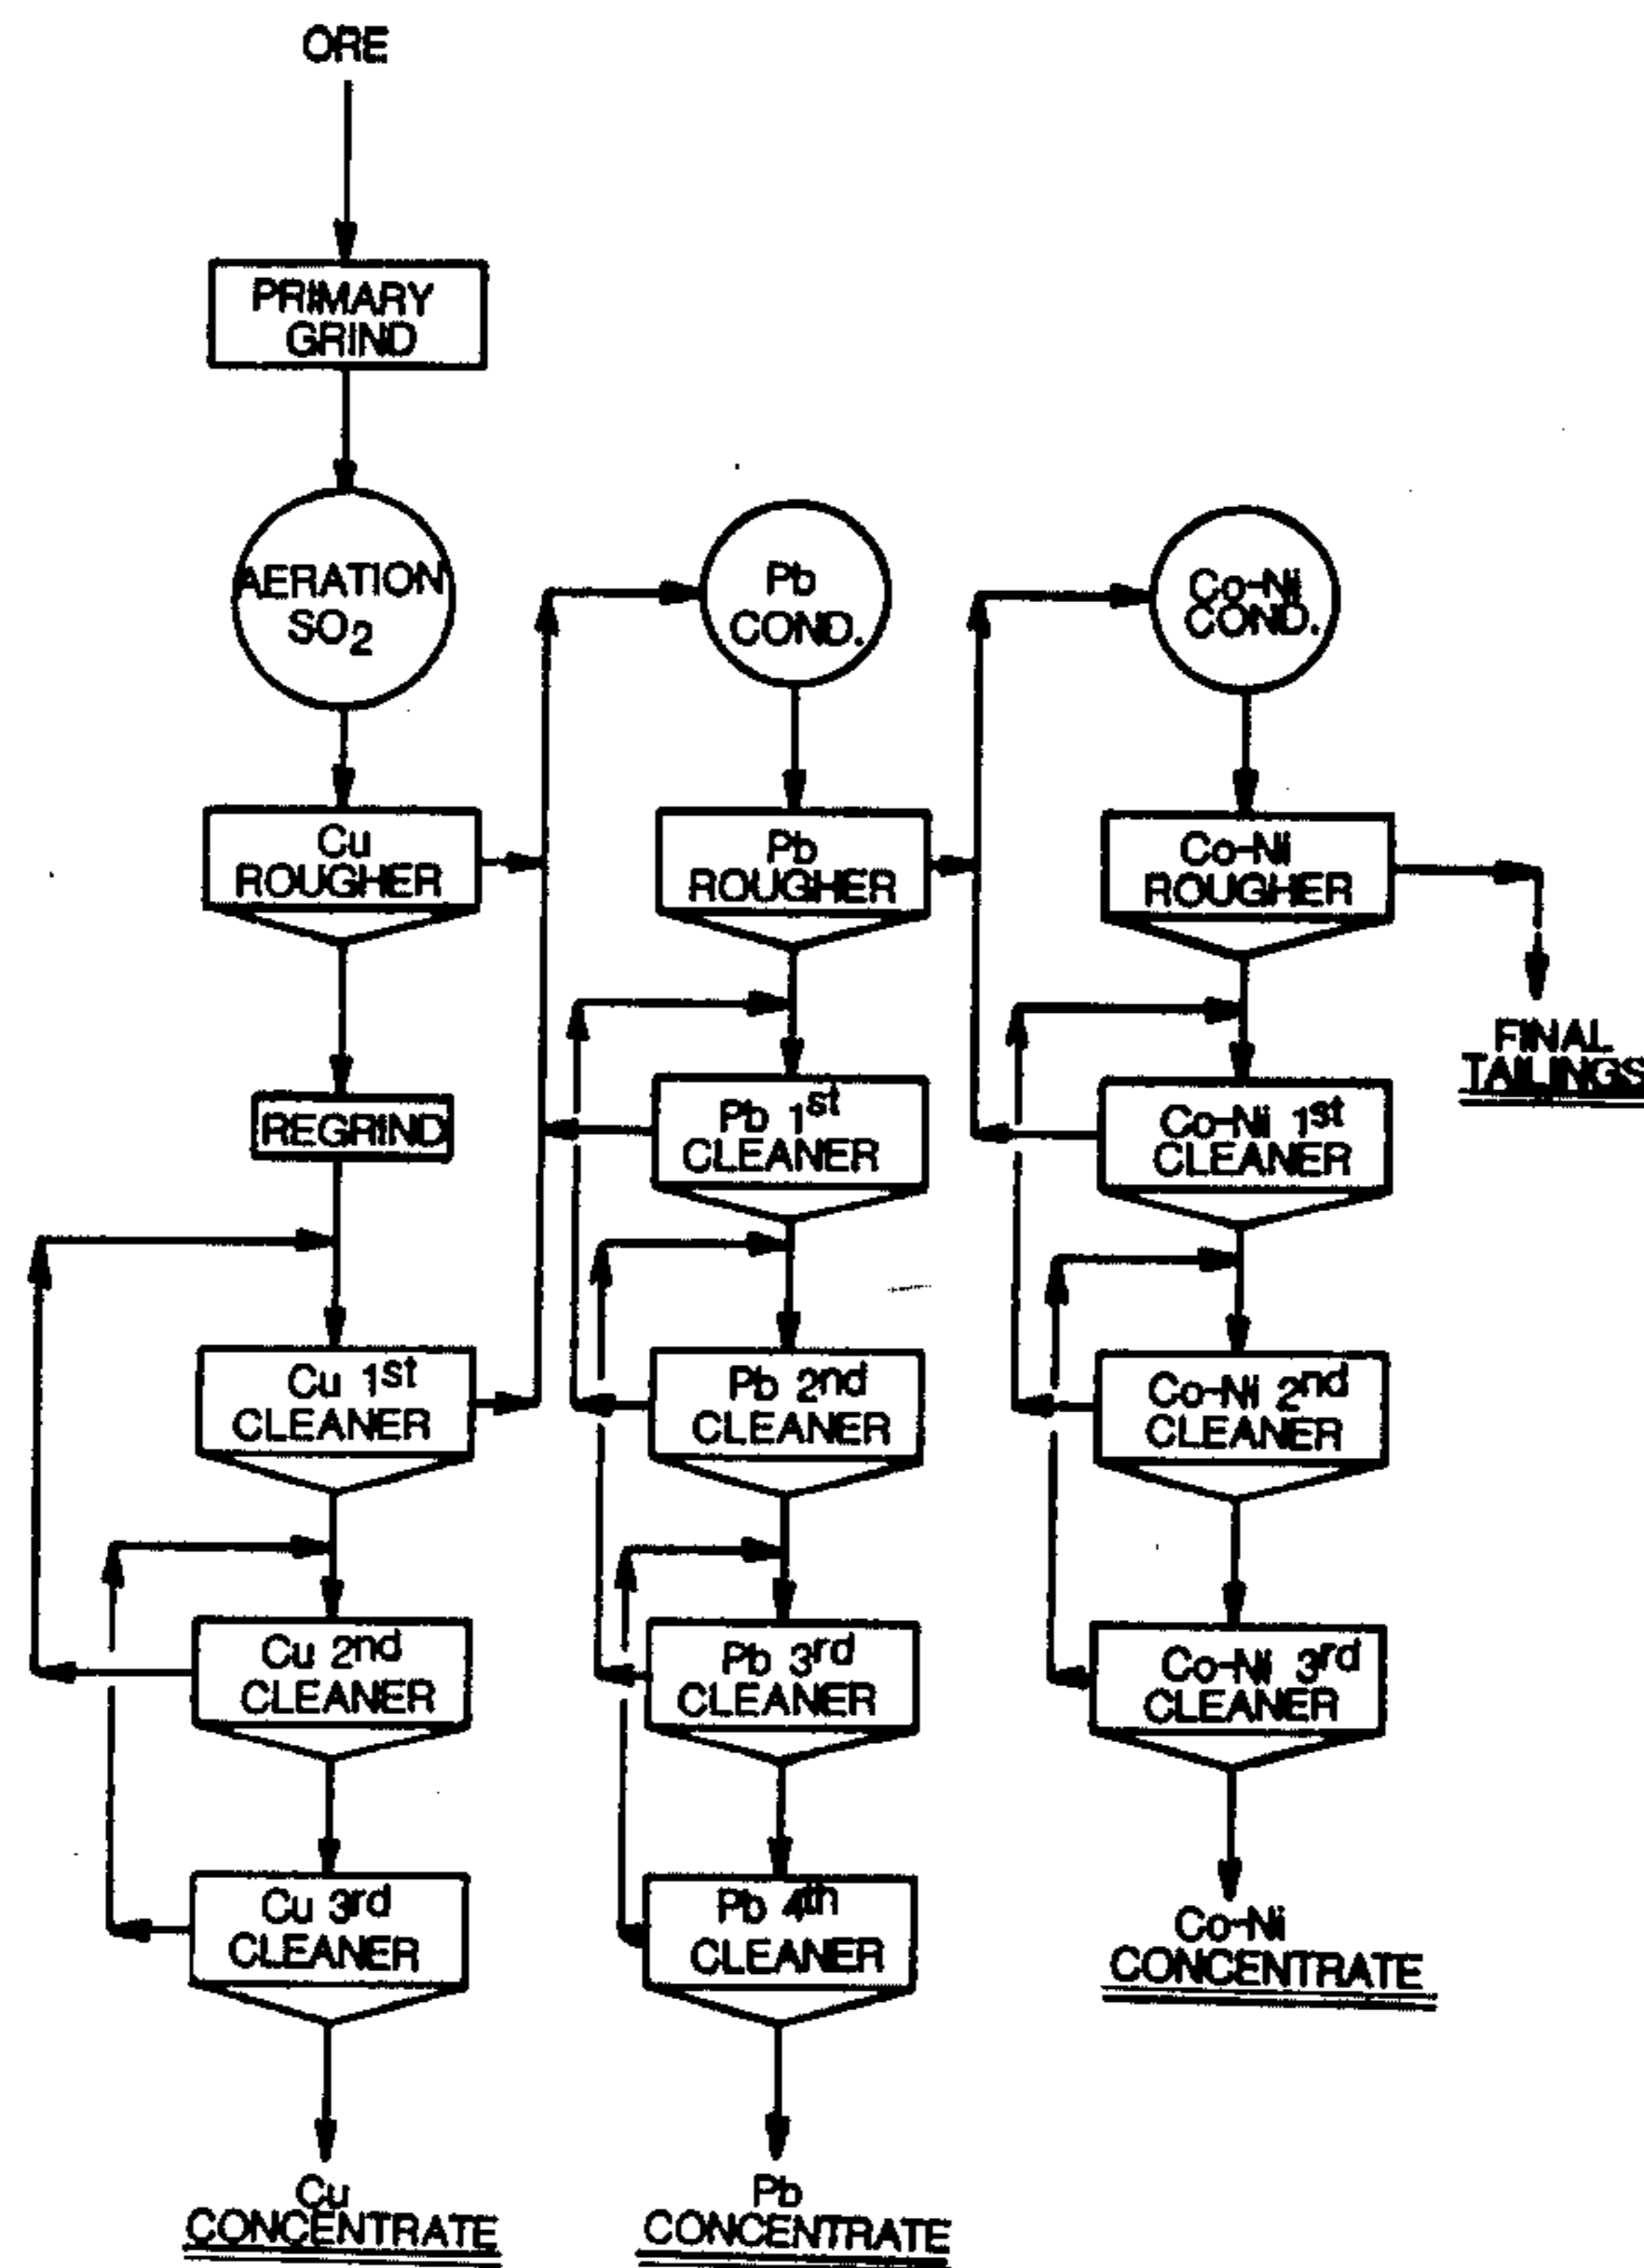 ORE
PRIMARY
GRIND
AERATION
SO2
Cu
ROUGHER
REGRIND
Cu 1st
CLEANER
Cu 2nd
CLEANER
Cu 3rd
CLEANER
Cu
CONCENTRATE
Pb
COND.
Pb
ROUGHER
Pb 1st
CLEANER
Pb 2nd
CLEANER
Pb 3rd
CLEANER
Pb 4th
CLEANER
Pb
CONCENTRATE
Co-Ni
COND.
Co-Ni
ROUGHER
FINAL
TAILINGS
Co-Ni 1st
CLEANER
Co-Ni 2nd
CLEANER
Co-Ni 3rd
CLEANER
Co-Ni
CONCENTRATE